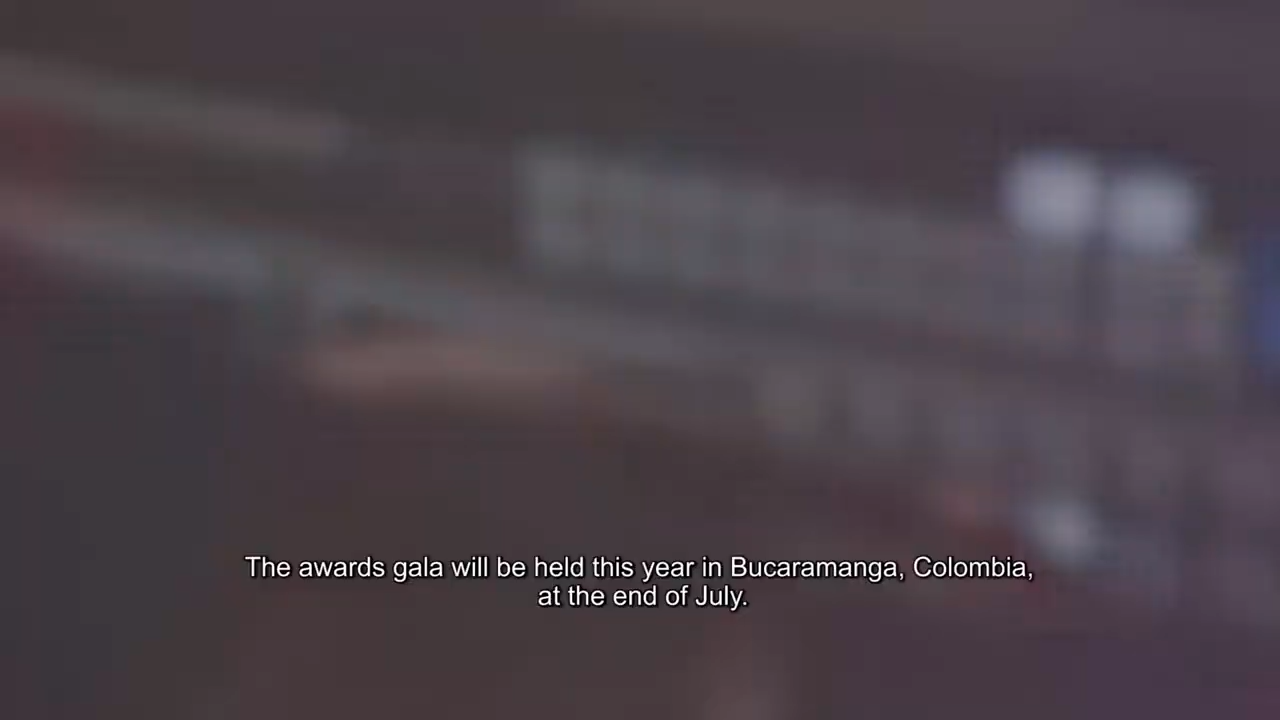 The awards gala will be held this year in Bucaramanga, Colombia,
at the end of July.